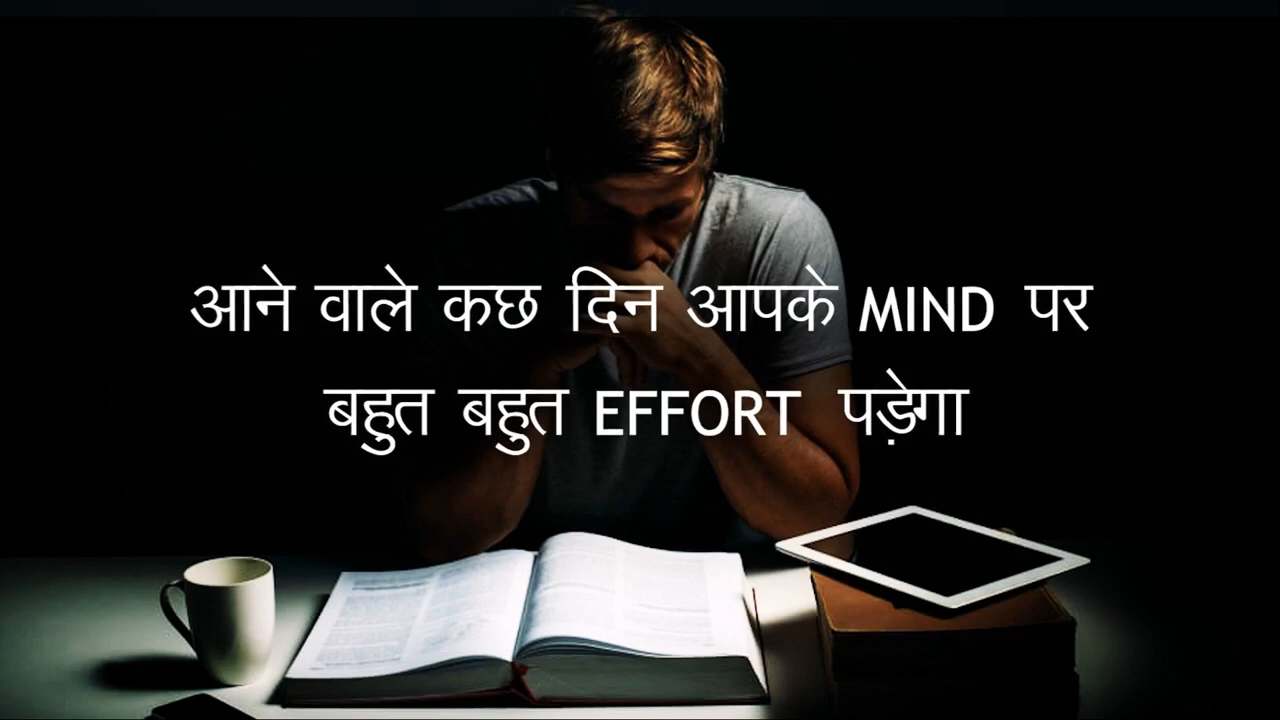 आने वाले कछ दिन आपके MIND पर
बहुत बहुत EFFORT पड़ेगा